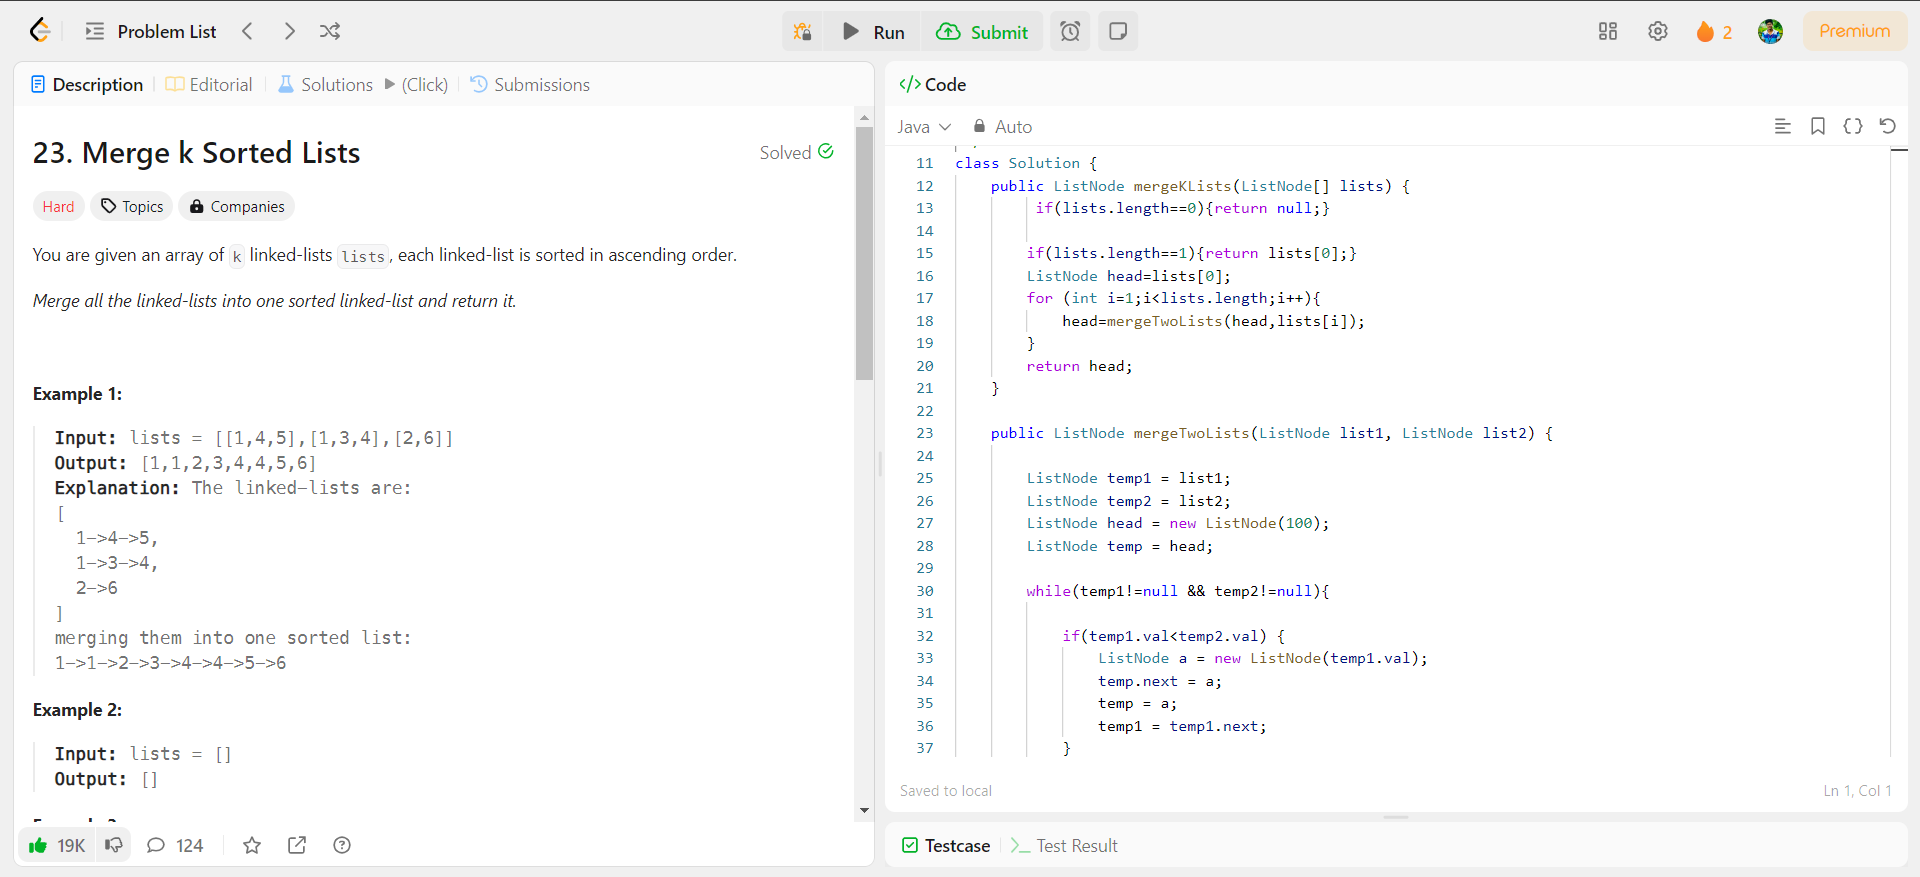 Problem List
Run
Submit
2
Premium
Description
Editorial
Solutions
(Click)
Submissions
23. Merge k Sorted Lists
Solved
Hard
Topics
Companies
You are given an array of k linked-lists lists, each linked-list is sorted in ascending order.
Merge all the linked-lists into one sorted linked-list and return it.
Example 1:
Input: lists = [[1,4,5],[1,3,4],[2,6]]
Output: [1,1,2,3,4,4,5,6]
Explanation: The linked-lists are:
[
1->4->5,
1->3->4,
2->6
]
merging them into one sorted list:
1->1->2->3->4->4->5->6
Example 2:
Input: lists = []
Output: []
19K
124
</> Code
Java
Auto
11 class Solution {
12 public ListNode mergeKLists(ListNode[] lists) {
13 if(lists.length==0){return null;}
14
15 if(lists.length==1){return lists[0];}
16 ListNode head=lists[0];
17 for (int i=1;i<lists.length;i++){
18 head=mergeTwoLists(head,lists[i]);
19 }
20 return head;
21 }
22
23 public ListNode mergeTwoLists(ListNode list1, ListNode list2) {
24
25 ListNode temp1 = list1;
26 ListNode temp2 = list2;
27 ListNode head = new ListNode(100);
28 ListNode temp = head;
29
30 while(temp1!=null && temp2!=null){
31
32 if(temp1.val<temp2.val) {
33 ListNode a = new ListNode(temp1.val);
34 temp.next = a;
35 temp = a;
36 temp1 = temp1.next;
37 }
Saved to local
Ln 1, Col 1
Testcase
Test Result